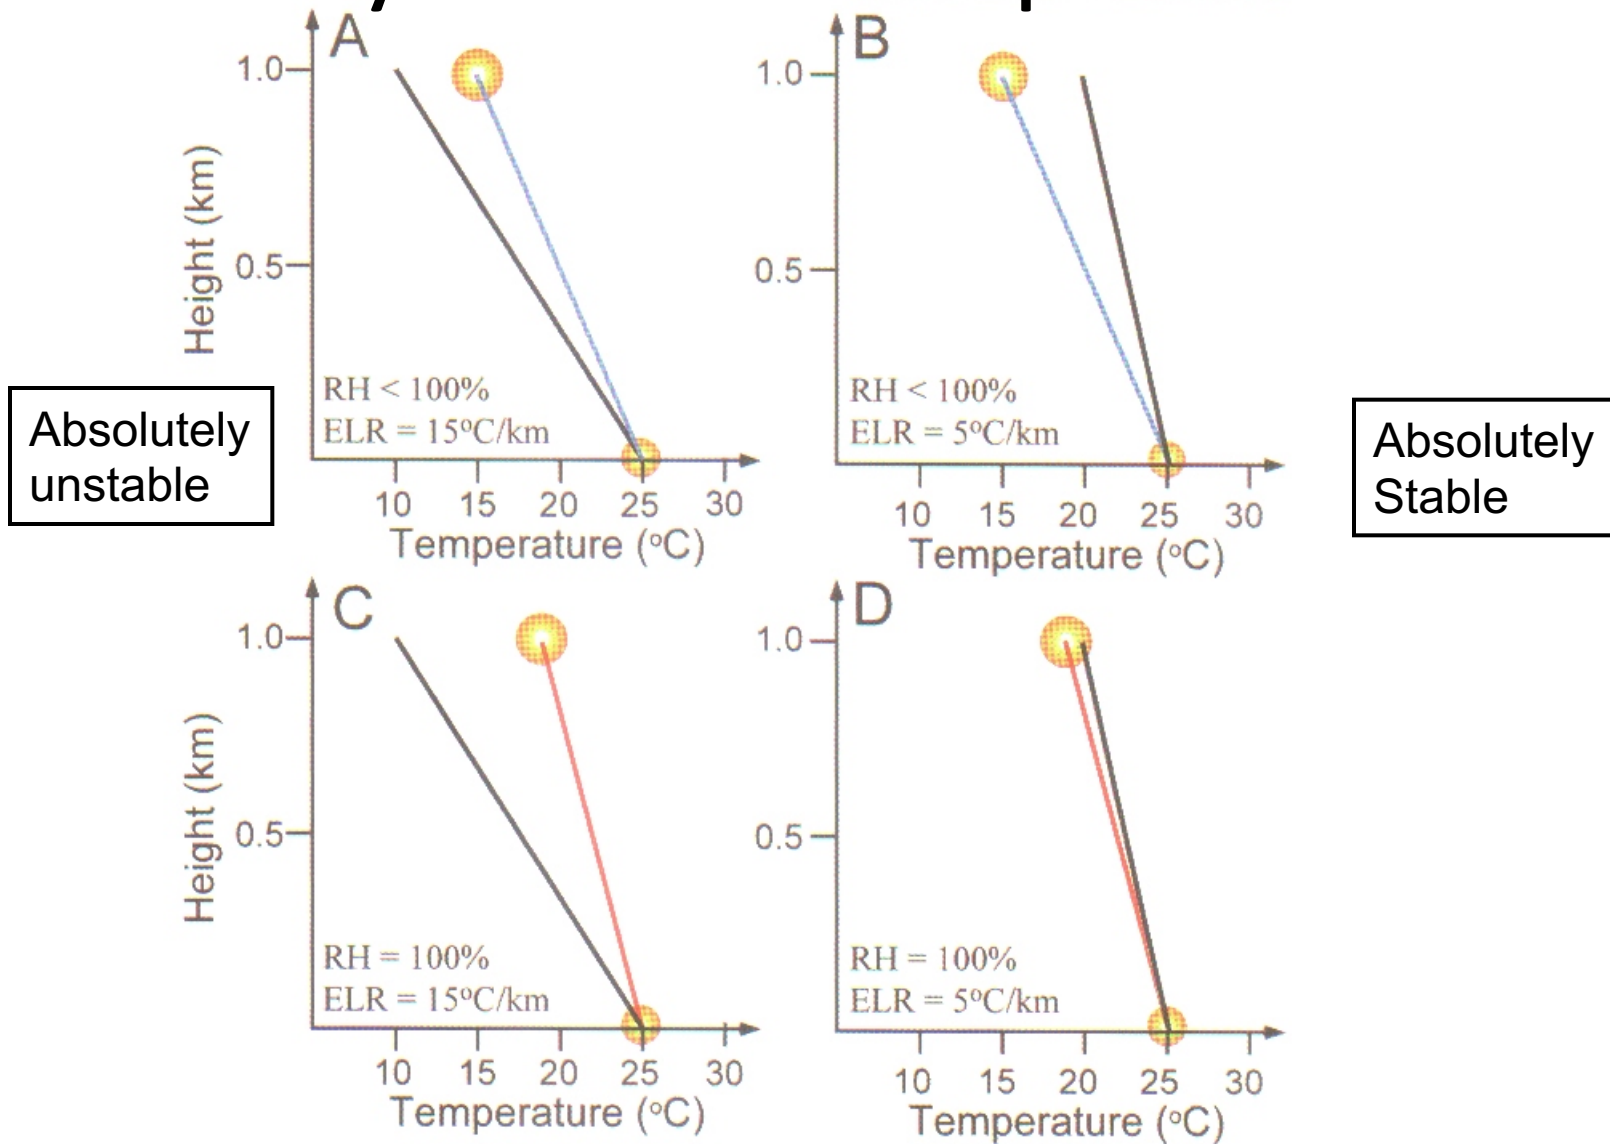 A
1.0
0.5
Height (km)
RH < 100%
ELR = 15°C/km
10 15 20 25 30
Temperature (°C)
B
1.0
0.5
RH < 100%
ELR = 5°C/km
10 15 20 25 30
Temperature (°C)
Absolutely
unstable
Absolutely
Stable
C
1.0
0.5
Height (km)
RH = 100%
ELR = 15°C/km
10 15 20 25 30
Temperature (°C)
D
1.0
0.5
RH = 100%
ELR = 5°C/km
10 15 20 25 30
Temperature (°C)